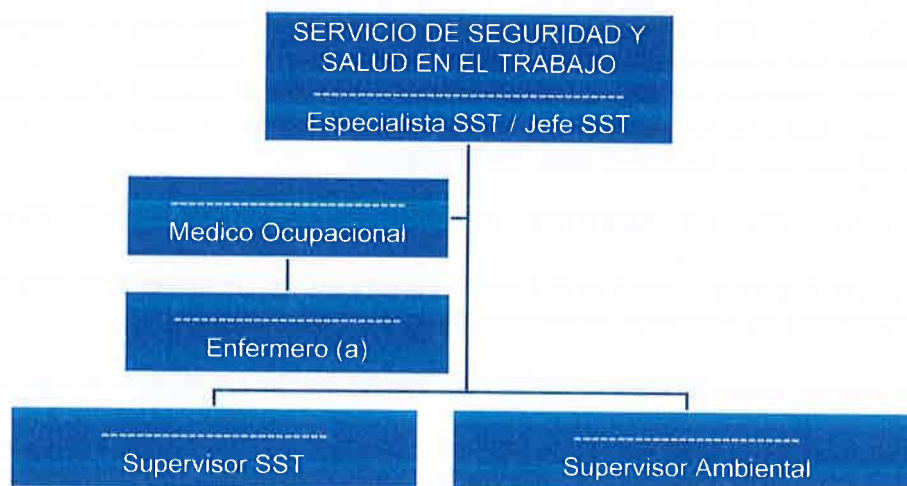 SERVICIO DE SEGURIDAD Y
SALUD EN EL TRABAJO
--------------------------------
Especialista SST / Jefe SST
-----------------------------
Medico Ocupacional
-----------------------------
Enfermero (a)
--------------------------------
Supervisor SST
-----------------------------
Supervisor Ambiental